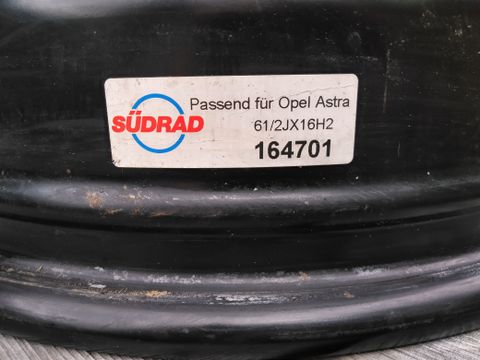 SÜDRAD
Passend für Opel Astra
61/2JX16H2
164701